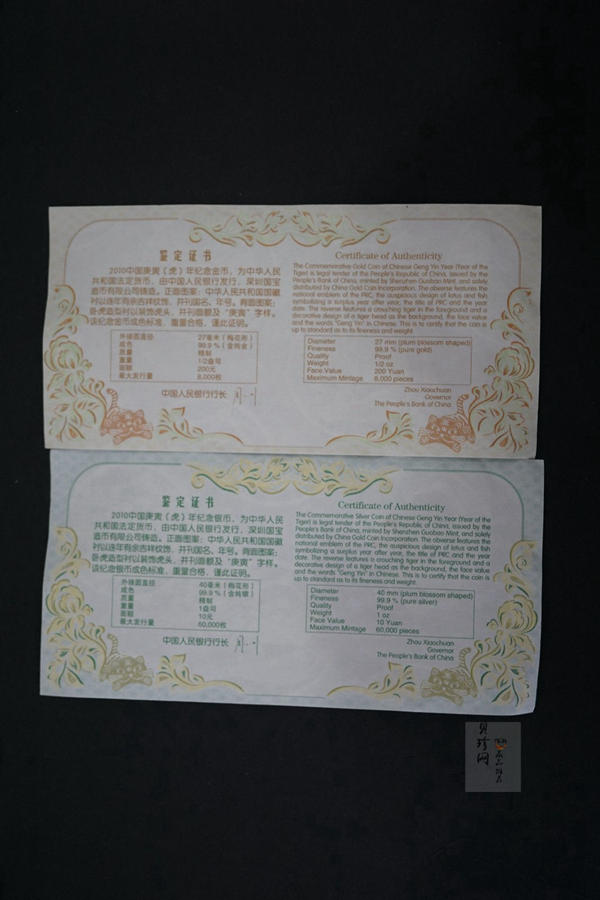 鉴定证书
2010中国庚寅(虎)年纪念金币,为中华人民
共和国法定货币,由中国人民银行发行,深圳国宝
造币有限公司铸造。正面图案:中华人民共和国国徽
衬以连年有余吉祥纹饰,并刊国名、年号。背面图案:
卧虎造型衬以装饰虎头,并刊面额及“庚寅”字样。
该纪念金币成色标准,重量合格,谨此证明。
外接圆直径 27毫米(梅花形)
成色 99.9%(含纯金)
质量 精制
重量 1/2盎司
面额 200元
最大发行量 8,000枚
中国人民银行行长
Certificate of Authenticity
The Commemorative Gold Coin of Chinese Geng Yin Year (Year of the
Tiger) is legal tender of the People's Republic of China, issued by the
People's Bank of China, minted by Shenzhen Guobao Mint, and solely
distributed by China Gold Coin Incorporation. The obverse features the
national emblem of the PRC, the auspicious design of lotus and fish
symbolizing a surplus year after year, the title of PRC and the year
date. The reverse features a crouching tiger in the foreground and a
decorative design of a tiger head as the background, the face value
and the words "Geng Yin" in Chinese. This is to certify that the coin is
up to standard as to its fineness and weight.
Diameter 27 mm (plum blossom shaped)
Fineness 99.9 % (pure gold)
Quality Proof
Weight 1/2 oz
Face Value 200 Yuan
Maximum Mintage 8,000 pieces
Zhou Xiaochuan
Governor
The People's Bank of China
鉴定证书
2010中国庚寅(虎)年纪念银币,为中华人民
共和国法定货币,由中国人民银行发行,深圳国宝
造币有限公司铸造。正面图案:中华人民共和国国徽
衬以连年有余吉祥纹饰,并刊国名、年号。背面图案:
卧虎造型衬以装饰虎头,并刊面额及“庚寅”字样。
该纪念银币成色标准,重量合格,谨此证明。
外接圆直径 40毫米(梅花形)
成色 99.9%(含纯银)
质量 精制
重量 1盎司
面额 10元
最大发行量 60,000枚
中国人民银行行长
Certificate of Authenticity
The Commemorative Silver Coin of Chinese Geng Yin Year (Year of the
Tiger) is legal tender of the People's Republic of China, issued by the
People's Bank of China, minted by Shenzhen Guobao Mint, and solely
distributed by China Gold Coin Incorporation. The obverse features the
national emblem of the PRC, the auspicious design of lotus and fish
symbolizing a surplus year after year, the title of PRC and the year
date. The reverse features a crouching tiger in the foreground and a
decorative design of a tiger head as the background, the face value
and the words "Geng Yin" in Chinese. This is to certify that the coin is
up to standard as to its fineness and weight.
Diameter 40 mm (plum blossom shaped)
Fineness 99.9 % (pure silver)
Quality Proof
Weight 1 oz
Face Value 10 Yuan
Maximum Mintage 60,000 pieces
Zhou Xiaochuan
Governor
The People's Bank of China
贝珍网